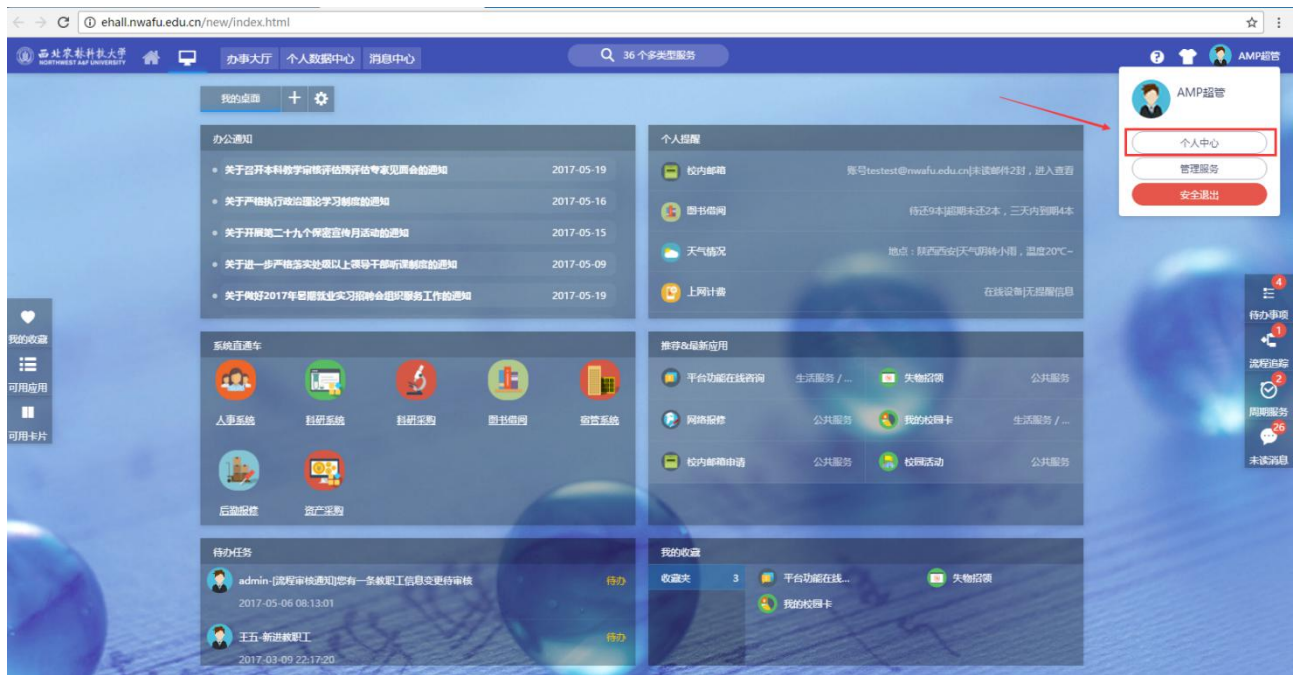 ehall.nwafu.edu.cn/new/index.html
西北农林科技大学
NORTHWEST A&F UNIVERSITY
办事大厅 个人数据中心 消息中心
36 个多类型服务
AMP超管
AMP超管
个人中心
管理服务
安全退出
我的桌面
办公通知
关于召开本科教学审核评估预评估专家见面会的通知 2017-05-19
关于严格执行政治理论学习制度的通知 2017-05-16
关于开展第二十九个保密宣传月活动的通知 2017-05-15
关于进一步严格落实处级以上领导干部听课制度的通知 2017-05-09
关于做好2017年暑期就业实习招聘会组织服务工作的通知 2017-05-19
个人提醒
校内邮箱 账号testest@nwafu.edu.cn|未读邮件2封，进入查看
图书借阅 待还9本|超期未还2本，三天内到期4本
天气情况 地点：陕西西安|天气阴转小雨，温度20℃~
上网计费 在线设备|无提醒信息
我的收藏
可用应用
可用卡片
4
待办事项
1
流程追踪
2
周期服务
26
未读消息
系统直通车
人事系统 科研系统 科研采购 图书借阅 宿管系统
后勤报修 资产采购
推荐&最新应用
平台功能在线咨询 生活服务 / ... 失物招领 公共服务
网络报修 公共服务 我的校园卡 生活服务 / ...
校内邮箱申请 公共服务 校园活动 公共服务
待办任务
admin-[流程审核通知]您有一条教职工信息变更待审核 待办
2017-05-06 08:13:01
王五-新进教职工 待办
2017-03-09 22:17:20
我的收藏
收藏夹 3 平台功能在线... 失物招领
我的校园卡